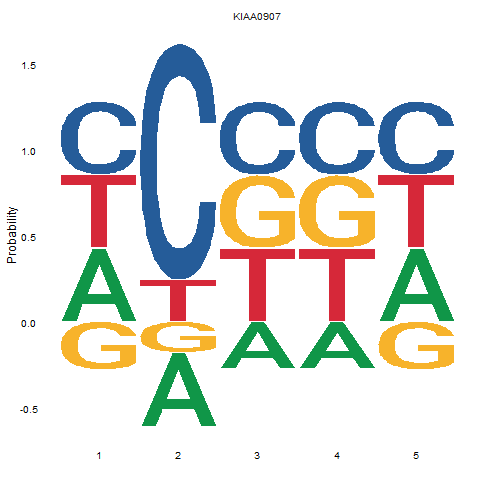 KIAA0907
1.5
1.0
0.5
0.0
-0.5
Probability
C C C C C
T T G G T
A G T T A
G A A A G
1 2 3 4 5